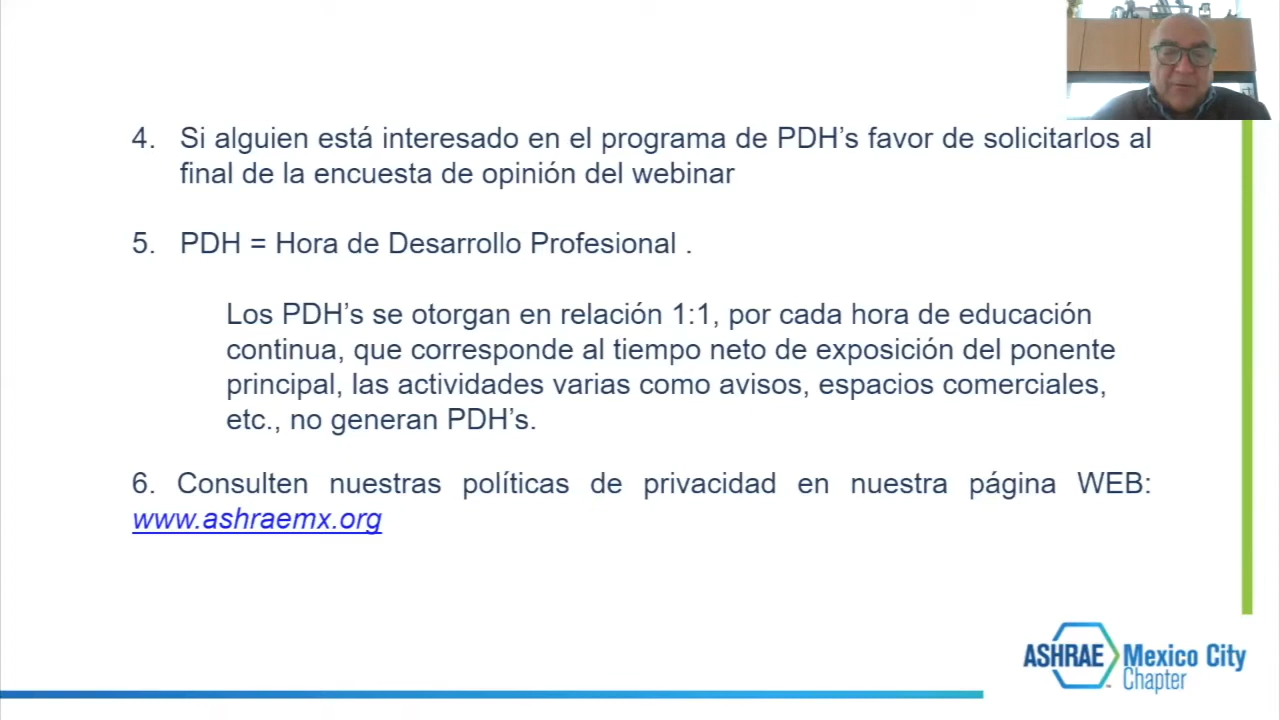 4. Si alguien está interesado en el programa de PDH’s favor de solicitarlos al
final de la encuesta de opinión del webinar
5. PDH = Hora de Desarrollo Profesional .
Los PDH’s se otorgan en relación 1:1, por cada hora de educación
continua, que corresponde al tiempo neto de exposición del ponente
principal, las actividades varias como avisos, espacios comerciales,
etc., no generan PDH’s.
6. Consulten nuestras políticas de privacidad en nuestra página WEB:
www.ashraemx.org
ASHRAE Mexico City
Chapter